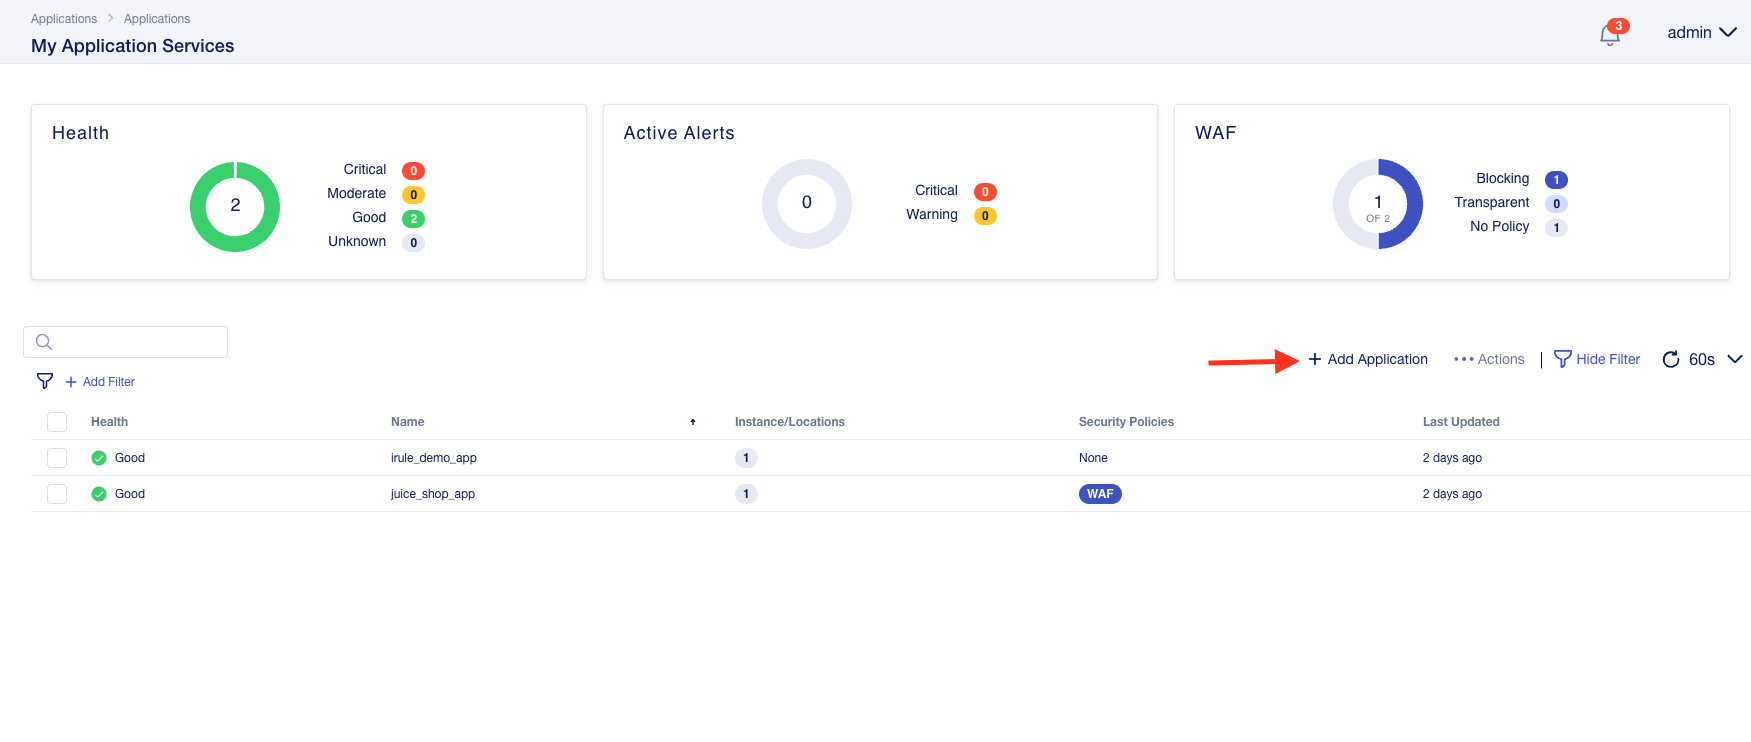 Applications > Applications
My Application Services
3
admin
Health
2
Critical 0
Moderate 0
Good 2
Unknown 0
Active Alerts
0
Critical 0
Warning 0
WAF
1
OF 2
Blocking 1
Transparent 0
No Policy 1
+ Add Application
••• Actions
|
Hide Filter
60s
+ Add Filter
Health Name Instance/Locations Security Policies Last Updated
Good irule_demo_app 1 None 2 days ago
Good juice_shop_app 1 WAF 2 days ago